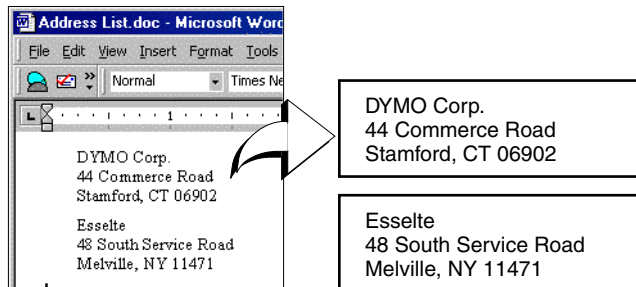 Address List.doc - Microsoft Word
File Edit View Insert Format Tools
Normal Times Ne
1
DYMO Corp.
44 Commerce Road
Stamford, CT 06902
Esselte
48 South Service Road
Melville, NY 11471
DYMO Corp.
44 Commerce Road
Stamford, CT 06902
Esselte
48 South Service Road
Melville, NY 11471